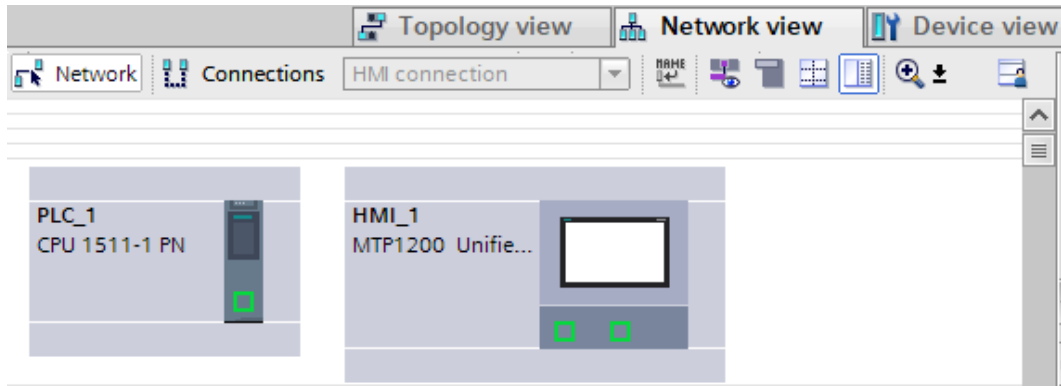 Topology view Network view Device view
Network Connections HMI connection NAME
PLC_1
CPU 1511-1 PN
HMI_1
MTP1200 Unifie...